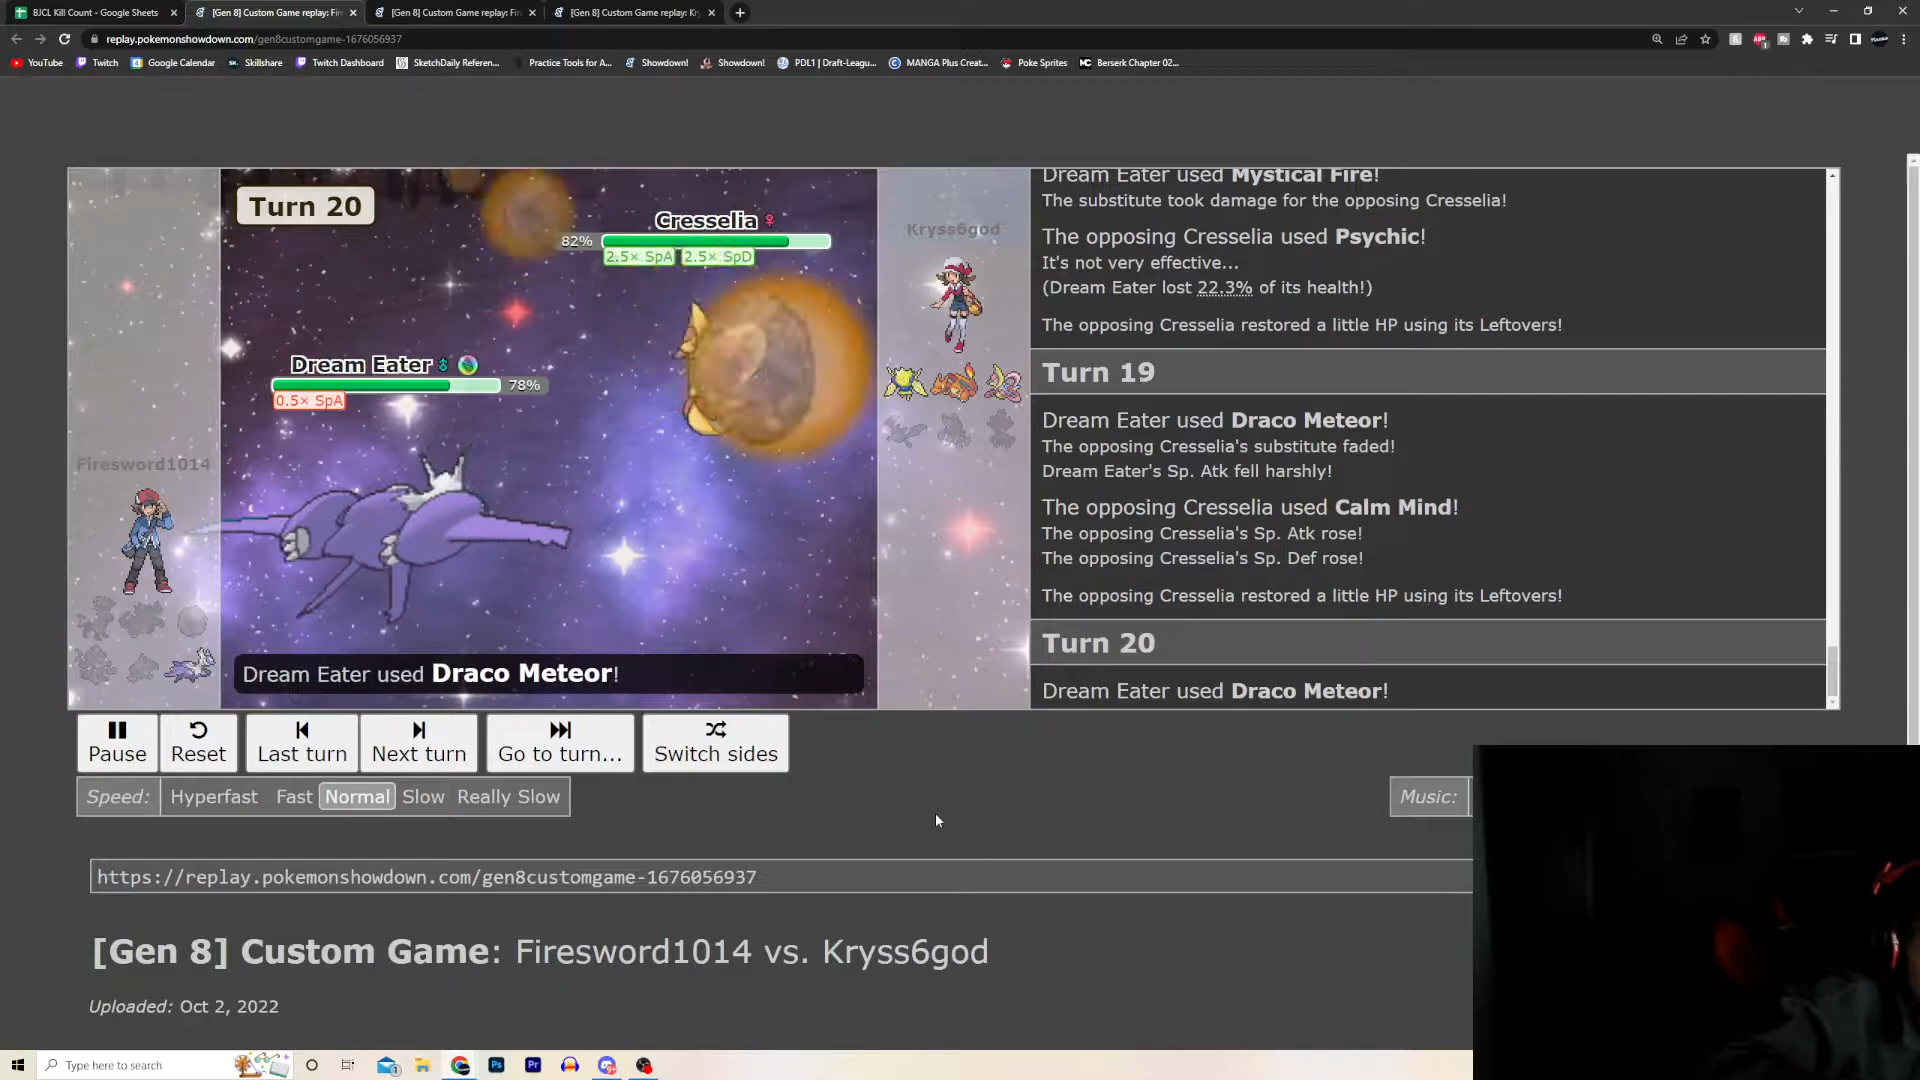 BJCL Kill Count - Google Sheets
[Gen 8] Custom Game replay: Fir
[Gen 8] Custom Game replay: Fir
[Gen 8] Custom Game replay: Kry
replay.pokemonshowdown.com/gen8customgame-1676056937
YouTube
Twitch
Google Calendar
Skillshare
Twitch Dashboard
SketchDaily Referen...
Practice Tools for A...
Showdown!
Showdown!
PDL1 | Draft-Leagu...
MANGA Plus Creat...
Poke Sprites
MC
Berserk Chapter 02...
Turn 20
Cresselia
82%
2.5× SpA 2.5× SpD
Dream Eater
78%
0.5× SpA
Firesword1014
Kryss6god
Dream Eater used Draco Meteor!
Dream Eater used Mystical Fire!
The substitute took damage for the opposing Cresselia!
The opposing Cresselia used Psychic!
It's not very effective...
(Dream Eater lost 22.3% of its health!)
The opposing Cresselia restored a little HP using its Leftovers!
Turn 19
Dream Eater used Draco Meteor!
The opposing Cresselia's substitute faded!
Dream Eater's Sp. Atk fell harshly!
The opposing Cresselia used Calm Mind!
The opposing Cresselia's Sp. Atk rose!
The opposing Cresselia's Sp. Def rose!
The opposing Cresselia restored a little HP using its Leftovers!
Turn 20
Dream Eater used Draco Meteor!
Pause
Reset
Last turn
Next turn
Go to turn...
Switch sides
Speed: Hyperfast Fast Normal Slow Really Slow
Music:
https://replay.pokemonshowdown.com/gen8customgame-1676056937
[Gen 8] Custom Game: Firesword1014 vs. Kryss6god
Uploaded: Oct 2, 2022
Type here to search
Ps
Pr